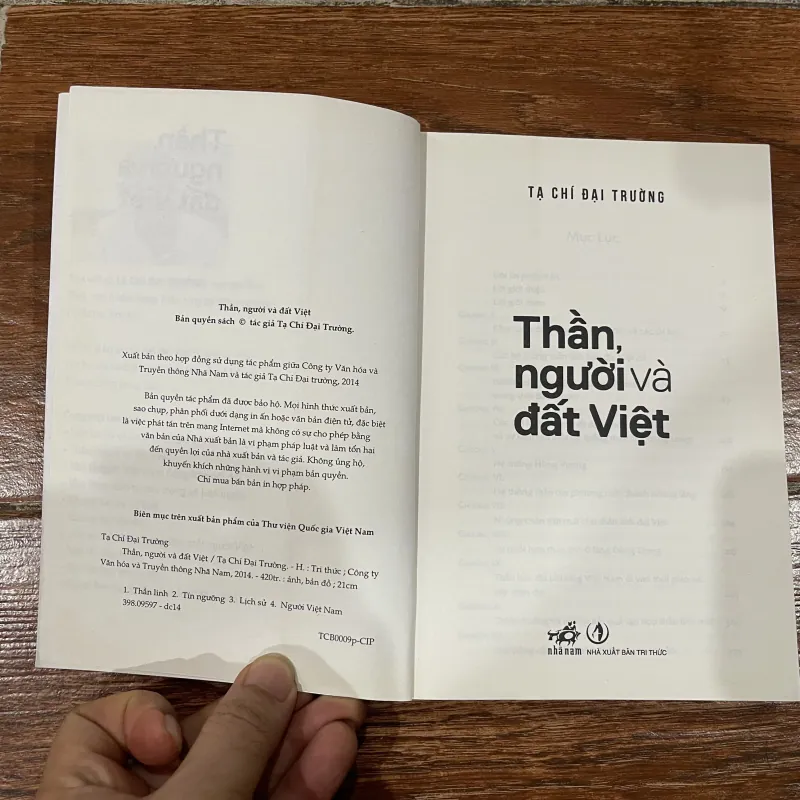 Thần, người và đất Việt
Bản quyền sách © tác giả Tạ Chí Đại Trường.
Xuất bản theo hợp đồng sử dụng tác phẩm giữa Công ty Văn hóa và
Truyền thông Nhã Nam và tác giả Tạ Chí Đại trường, 2014
Bản quyền tác phẩm đã được bảo hộ. Mọi hình thức xuất bản,
sao chụp, phân phối dưới dạng in ấn hoặc văn bản điện tử, đặc biệt
là việc phát tán trên mạng Internet mà không có sự cho phép bằng
văn bản của Nhà xuất bản là vi phạm pháp luật và làm tổn hại
đến quyền lợi của nhà xuất bản và tác giả. Không ủng hộ,
khuyến khích những hành vi vi phạm bản quyền.
Chỉ mua bán bản in hợp pháp.
Biên mục trên xuất bản phẩm của Thư viện Quốc gia Việt Nam
Tạ Chí Đại Trường
Thần, người và đất Việt / Tạ Chí Đại Trường. - H. : Tri thức ; Công ty
Văn hóa và Truyền thông Nhã Nam, 2014. - 420tr. : ảnh, bản đồ ; 21cm
1. Thần linh 2. Tín ngưỡng 3. Lịch sử 4. Người Việt Nam
398.09597 - dc14
TCB0009p-CIP
TẠ CHÍ ĐẠI TRƯỜNG
Mục Lục
Thần,
người và
đất Việt
nhã nam NHÀ XUẤT BẢN TRI THỨC